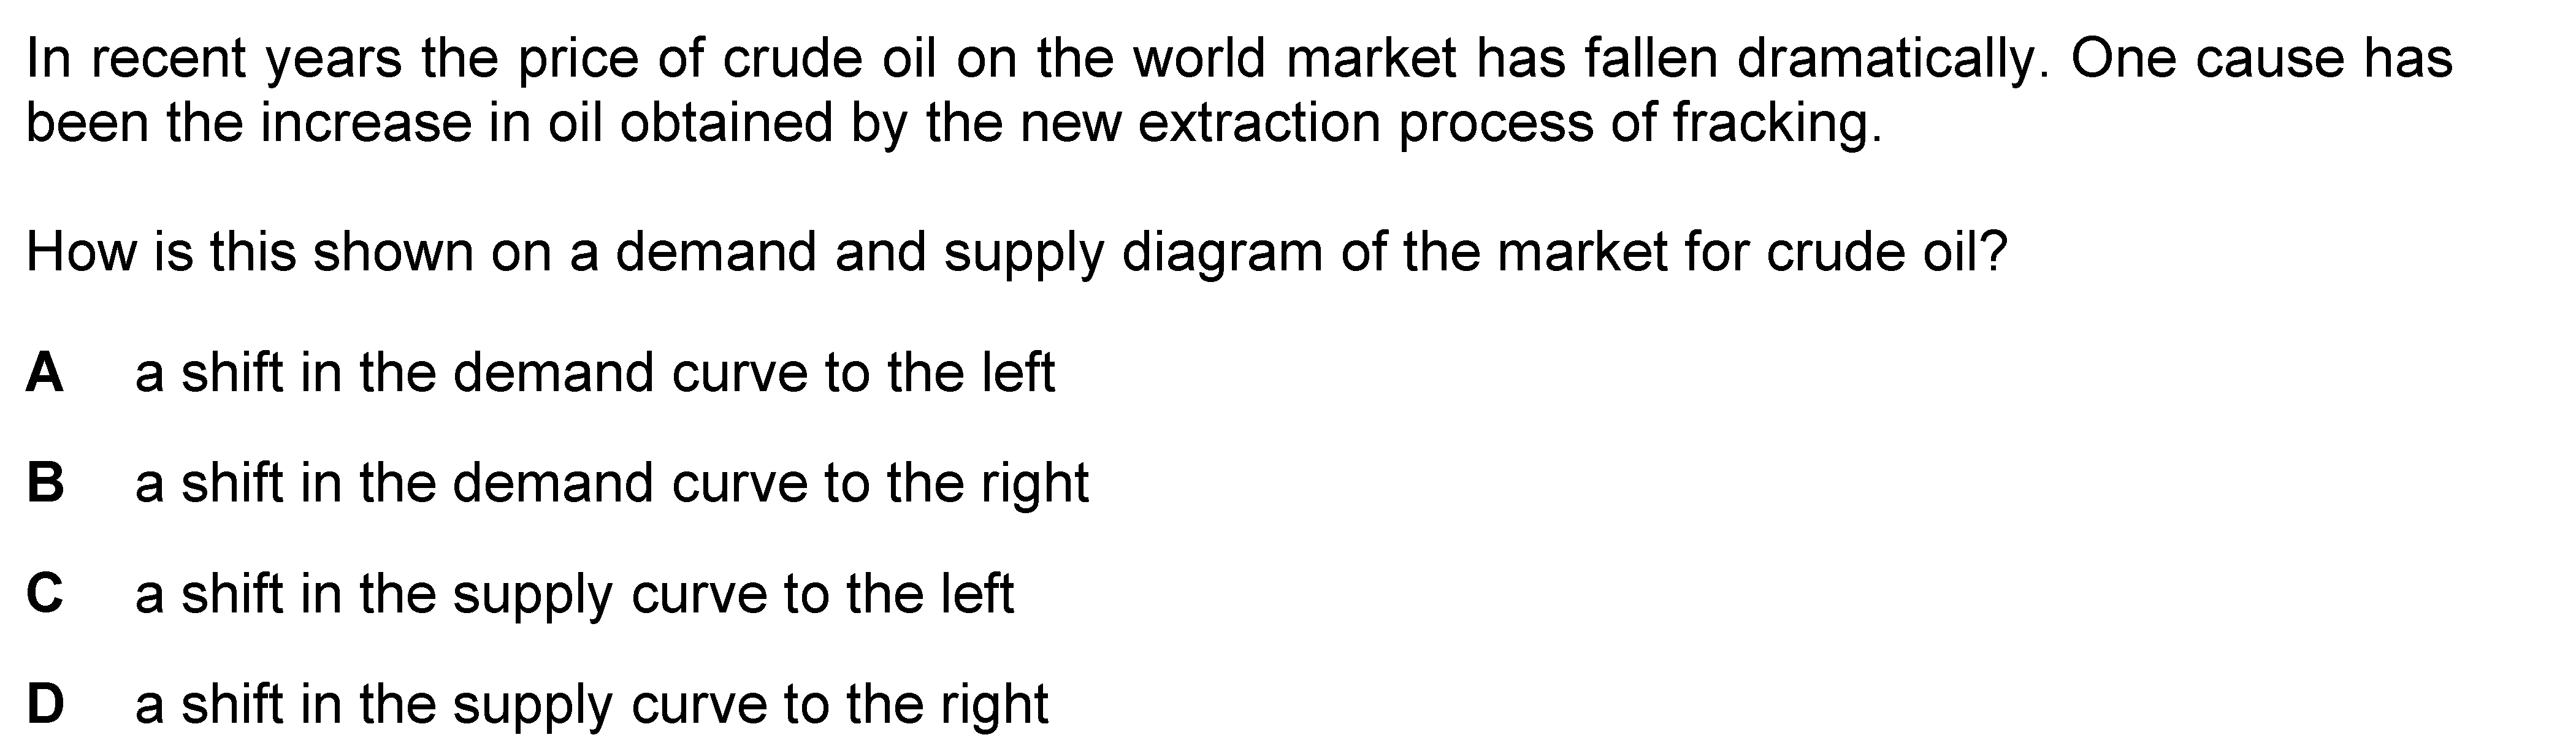 In recent years the price of crude oil on the world market has fallen dramatically. One cause has
been the increase in oil obtained by the new extraction process of fracking.
How is this shown on a demand and supply diagram of the market for crude oil?
A a shift in the demand curve to the left
B a shift in the demand curve to the right
C a shift in the supply curve to the left
D a shift in the supply curve to the right